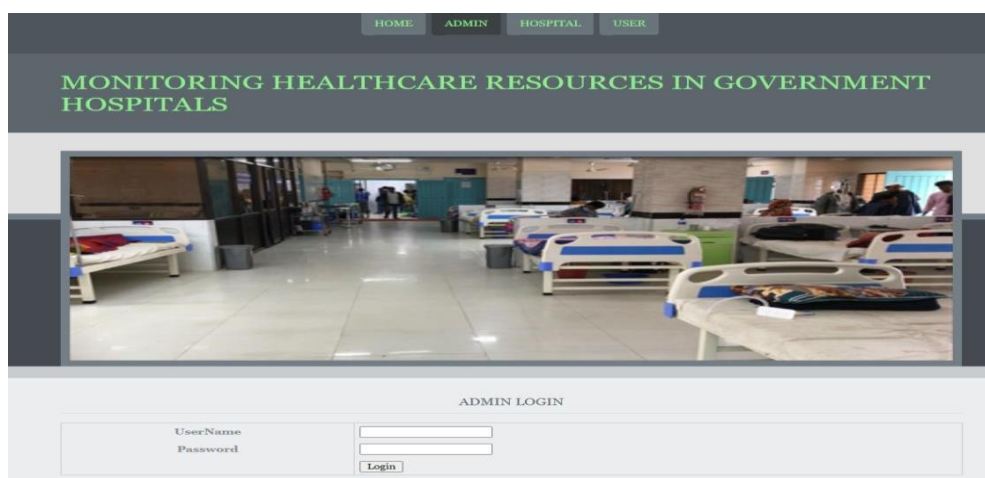 HOME ADMIN HOSPITAL USER
MONITORING HEALTHCARE RESOURCES IN GOVERNMENT
HOSPITALS
ADMIN LOGIN
UserName
Password
Login